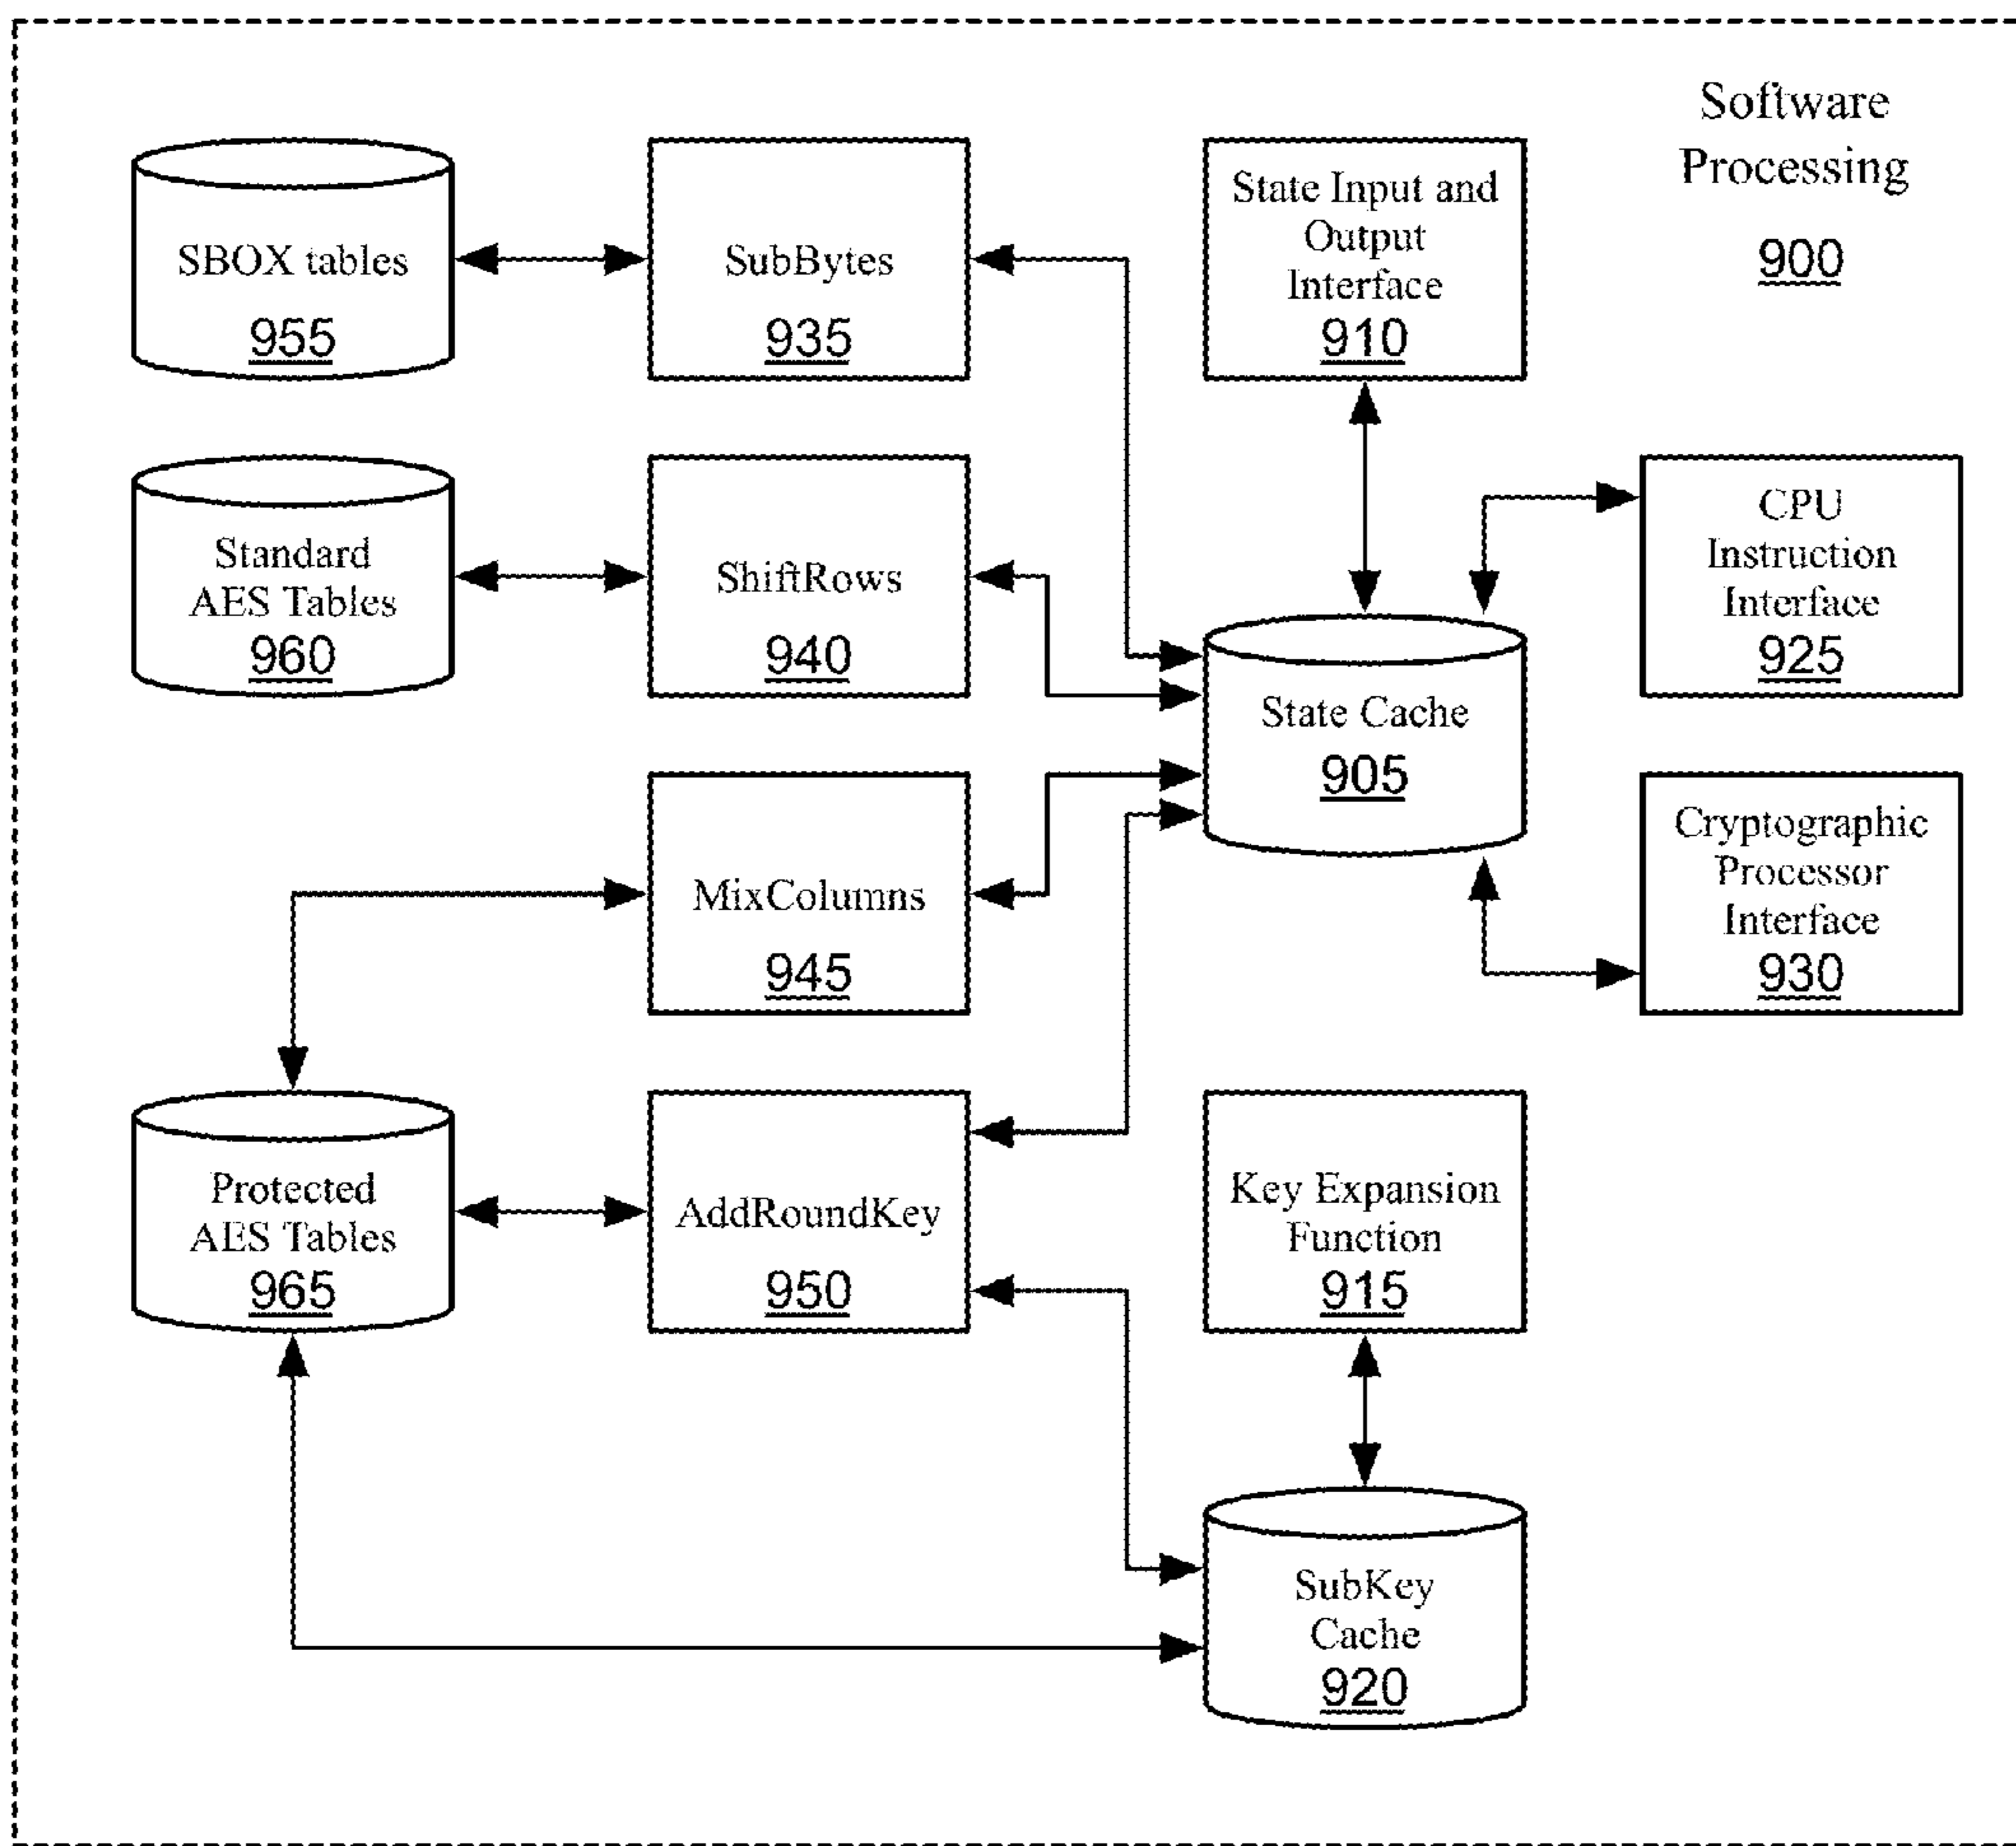 Software
Processing
900
SBOX tables
955
SubBytes
935
State Input and
Output
Interface
910
Standard
AES Tables
960
ShiftRows
940
CPU
Instruction
Interface
925
State Cache
905
MixColumns
945
Cryptographic
Processor
Interface
930
Protected
AES Tables
965
AddRoundKey
950
Key Expansion
Function
915
SubKey
Cache
920